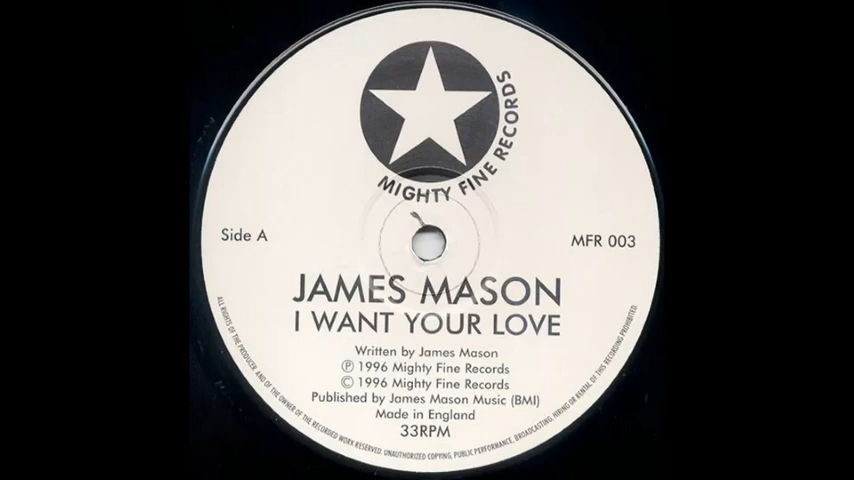 MIGHTY FINE RECORDS
Side A
MFR 003
JAMES MASON
I WANT YOUR LOVE
Written by James Mason
℗ 1996 Mighty Fine Records
© 1996 Mighty Fine Records
Published by James Mason Music (BMI)
Made in England
33RPM
ALL RIGHTS OF THE PRODUCER, AND OF THE OWNER OF THE RECORDED WORK RESERVED. UNAUTHORIZED COPYING, PUBLIC PERFORMANCE, BROADCASTING, HIRING OR RENTAL OF THIS RECORDING PROHIBITED.